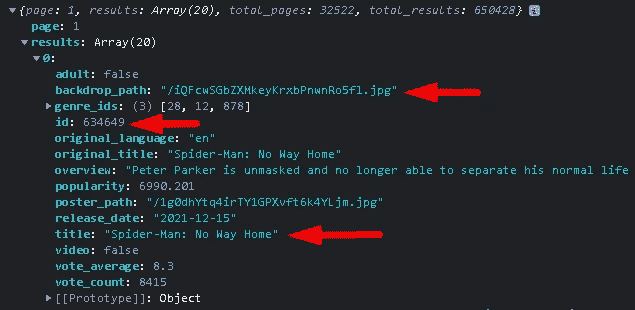 ▼{page: 1, results: Array(20), total_pages: 32522, total_results: 650428} i
page: 1
▼results: Array(20)
▼0:
adult: false
backdrop_path: "/iQFcwSGbZXMkeyKrxbPnwnRo5fl.jpg"
▶genre_ids: (3) [28, 12, 878]
id: 634649
original_language: "en"
original_title: "Spider-Man: No Way Home"
overview: "Peter Parker is unmasked and no longer able to separate his normal life
popularity: 6990.201
poster_path: "/1g0dhYtq4irTY1GPXvft6k4YLjm.jpg"
release_date: "2021-12-15"
title: "Spider-Man: No Way Home"
video: false
vote_average: 8.3
vote_count: 8415
▶[[Prototype]]: Object